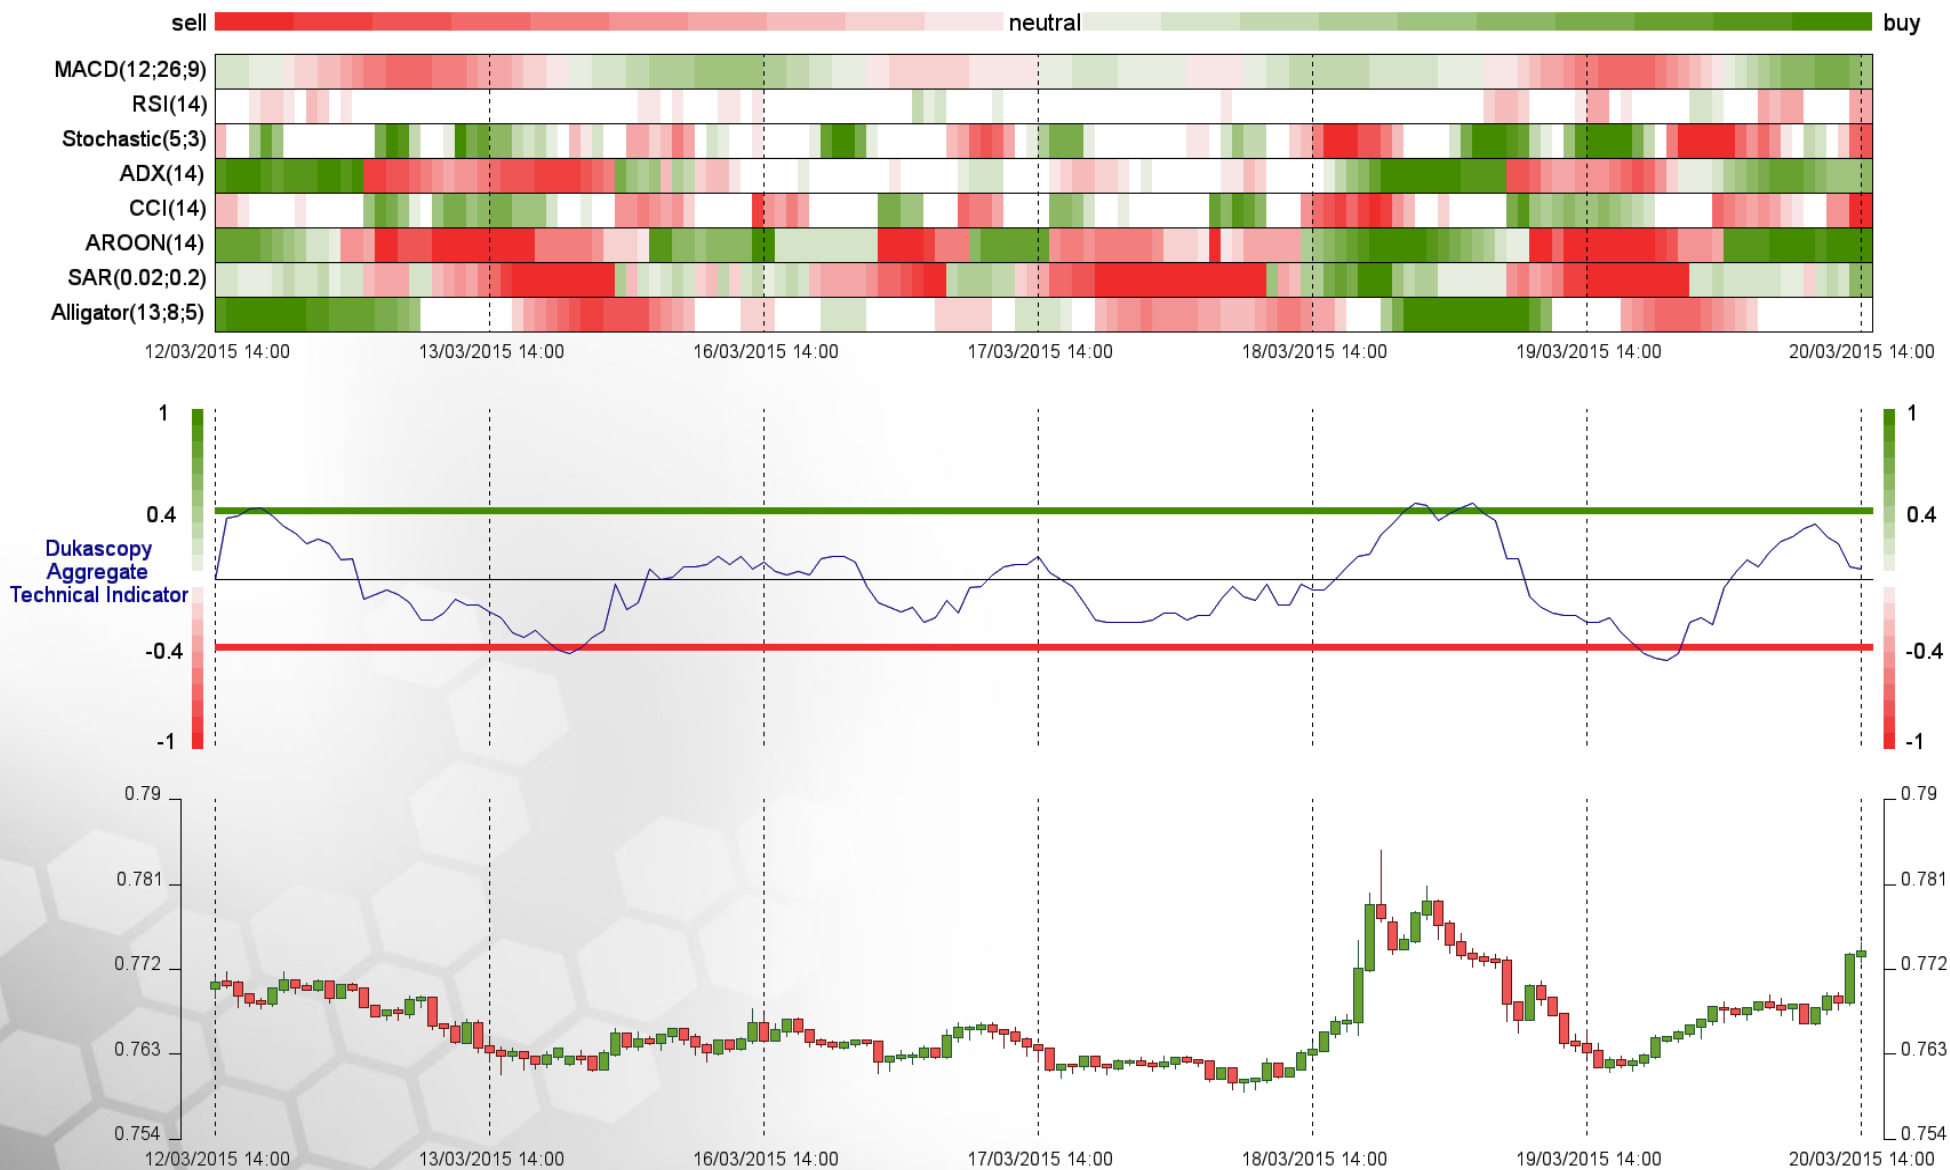 sell neutral buy
MACD(12;26;9)
RSI(14)
Stochastic(5;3)
ADX(14)
CCI(14)
AROON(14)
SAR(0.02;0.2)
Alligator(13;8;5)
12/03/2015 14:00 13/03/2015 14:00 16/03/2015 14:00 17/03/2015 14:00 18/03/2015 14:00 19/03/2015 14:00 20/03/2015 14:00
1 1
0.4 0.4
Dukascopy
Aggregate
Technical Indicator
-0.4 -0.4
-1 -1
0.79 0.79
0.781 0.781
0.772 0.772
0.763 0.763
0.754 0.754
12/03/2015 14:00 13/03/2015 14:00 16/03/2015 14:00 17/03/2015 14:00 18/03/2015 14:00 19/03/2015 14:00 20/03/2015 14:00